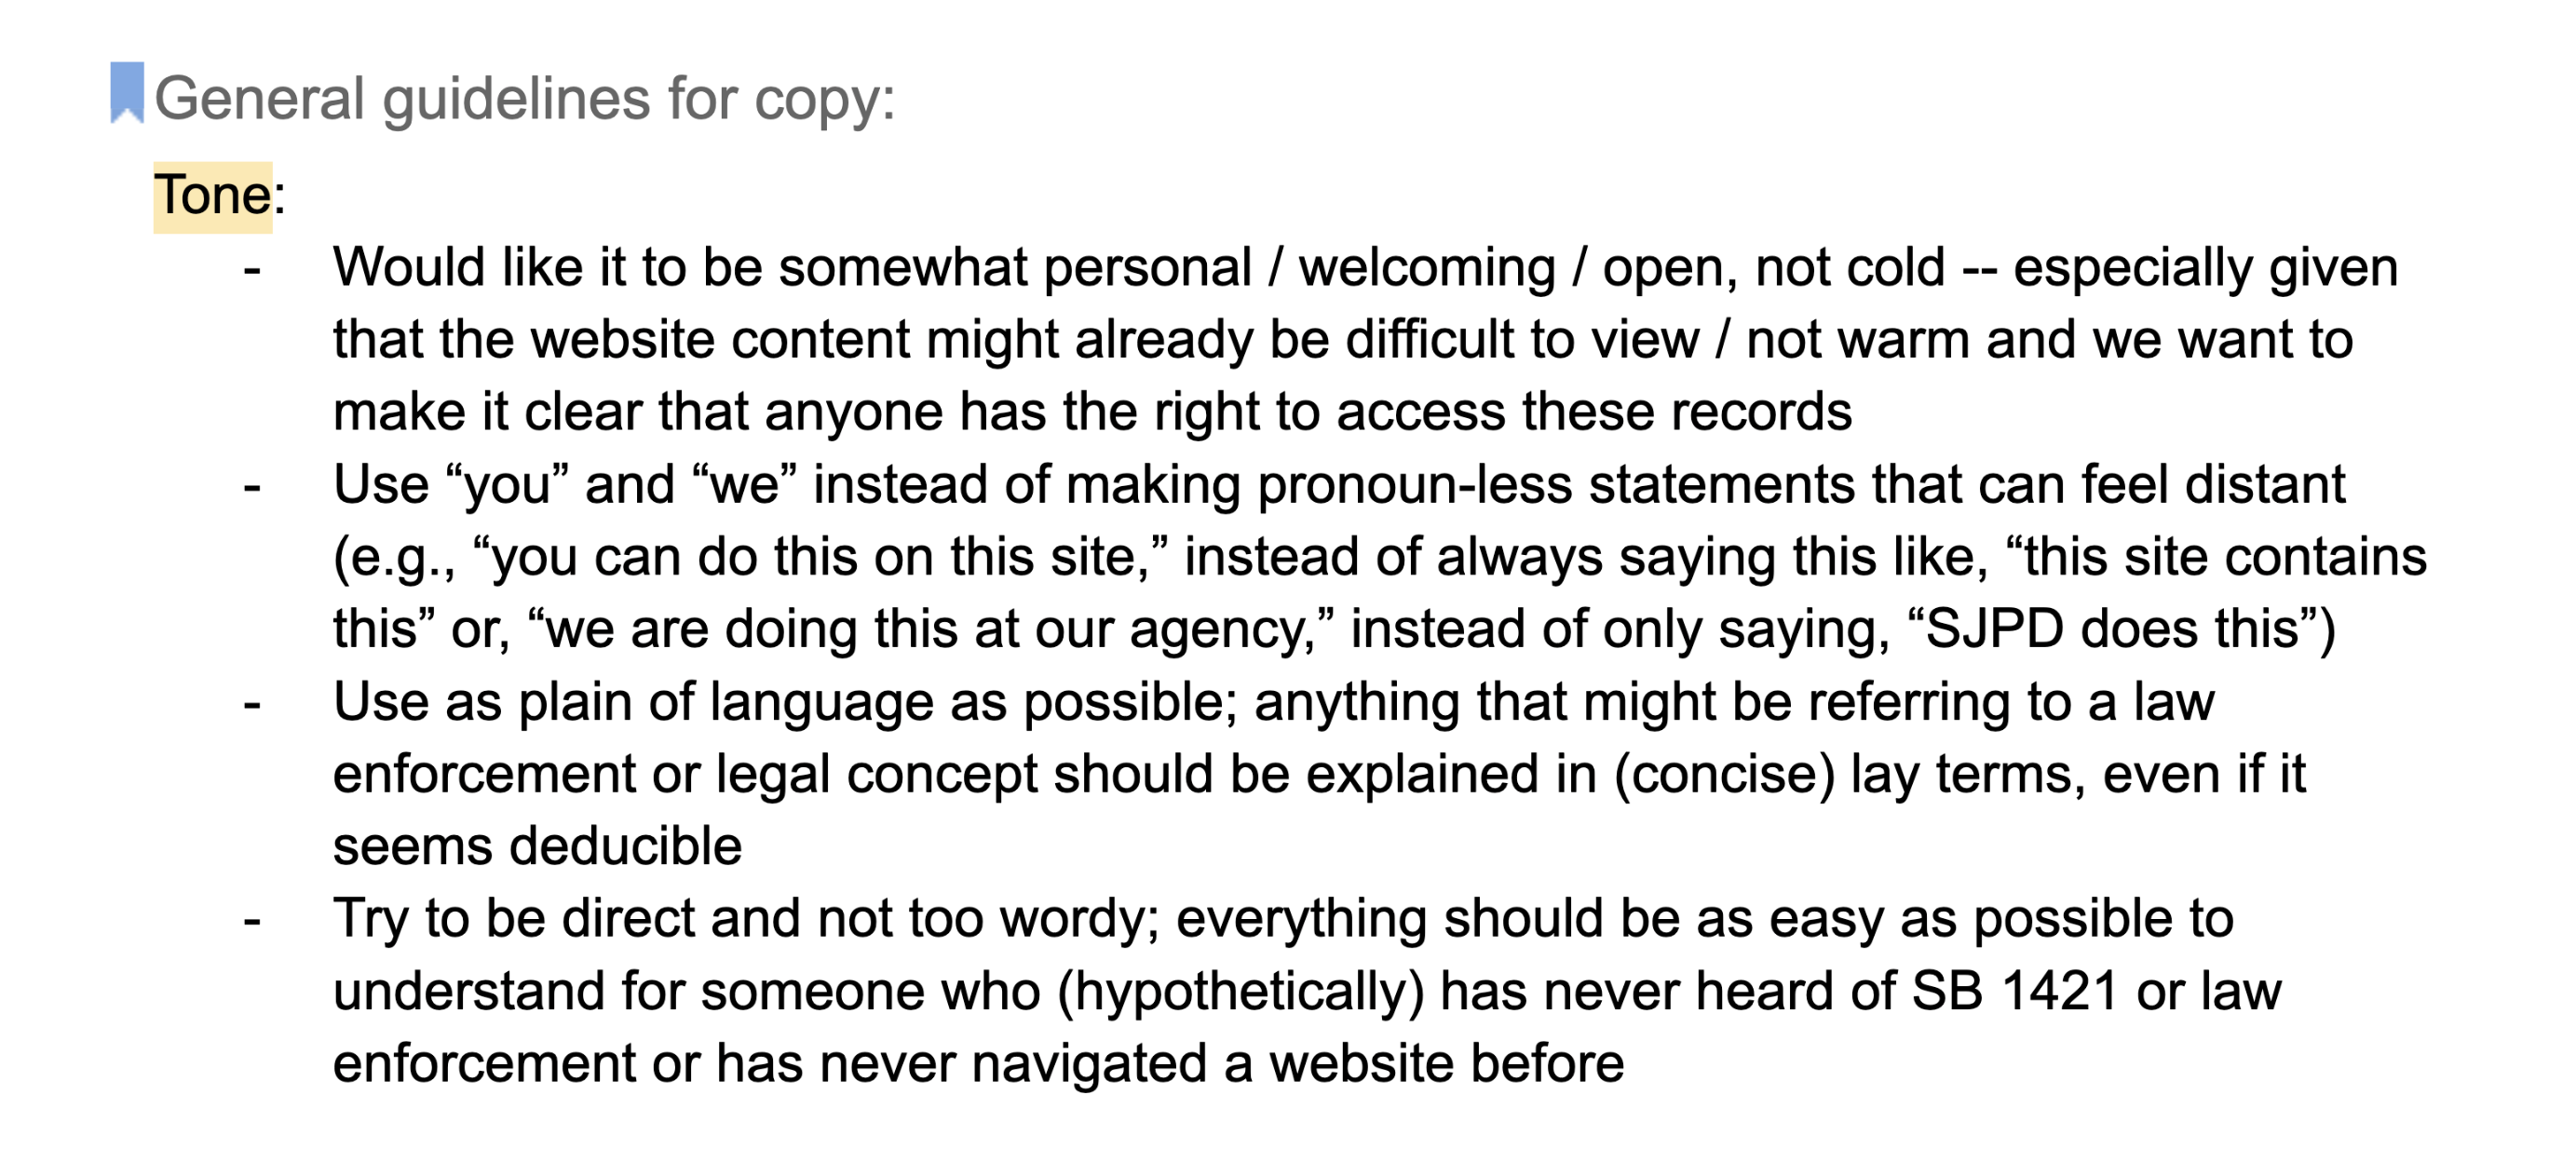 General guidelines for copy:
Tone:
- Would like it to be somewhat personal / welcoming / open, not cold -- especially given
that the website content might already be difficult to view / not warm and we want to
make it clear that anyone has the right to access these records
- Use “you” and “we” instead of making pronoun-less statements that can feel distant
(e.g., “you can do this on this site,” instead of always saying this like, “this site contains
this” or, “we are doing this at our agency,” instead of only saying, “SJPD does this”)
- Use as plain of language as possible; anything that might be referring to a law
enforcement or legal concept should be explained in (concise) lay terms, even if it
seems deducible
- Try to be direct and not too wordy; everything should be as easy as possible to
understand for someone who (hypothetically) has never heard of SB 1421 or law
enforcement or has never navigated a website before